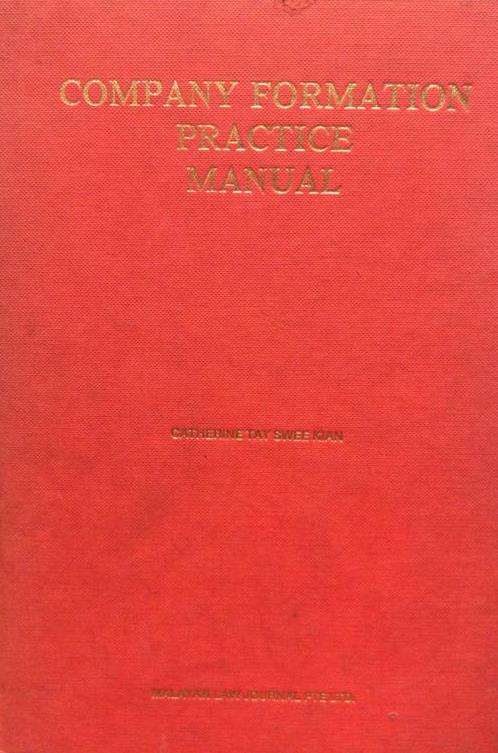 COMPANY FORMATION
PRACTICE
MANUAL
CATHERINE TAY SWEE KIAN
MALAYAN LAW JOURNAL PTE LTD.